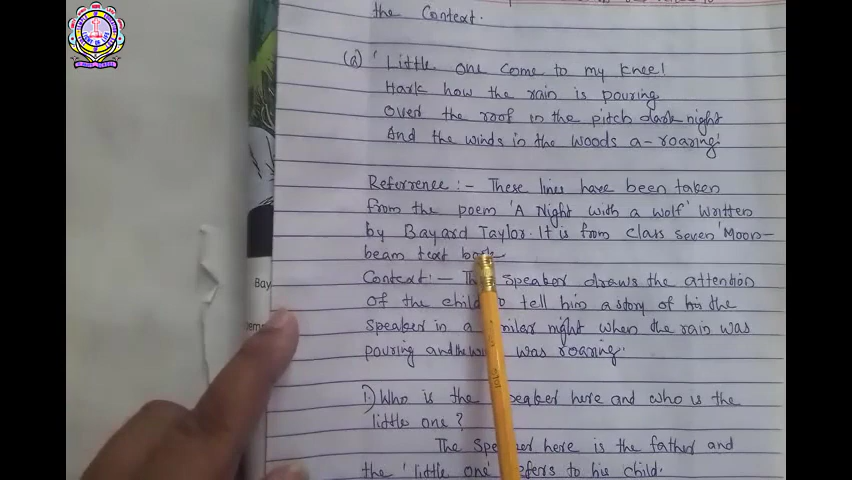 the Context.
(a) 'Little one come to my knee!
Hark how the rain is pouring
Over the roof in the pitch dark night
And the winds in the woods a-roaring.'
Referrence :- These lines have been taken
from the poem 'A Night with a wolf' written
by Bayard Taylor. It is from class seven 'Moon-
beam text book
Context :- The speaker draws the attention
of the child to tell him a story of his the
speaker in a similar night when the rain was
pouring and the wind was roaring.
1.) Who is the speaker here and who is the
little one?
The speaker here is the father and
the 'little one' refers to his child.
Bay